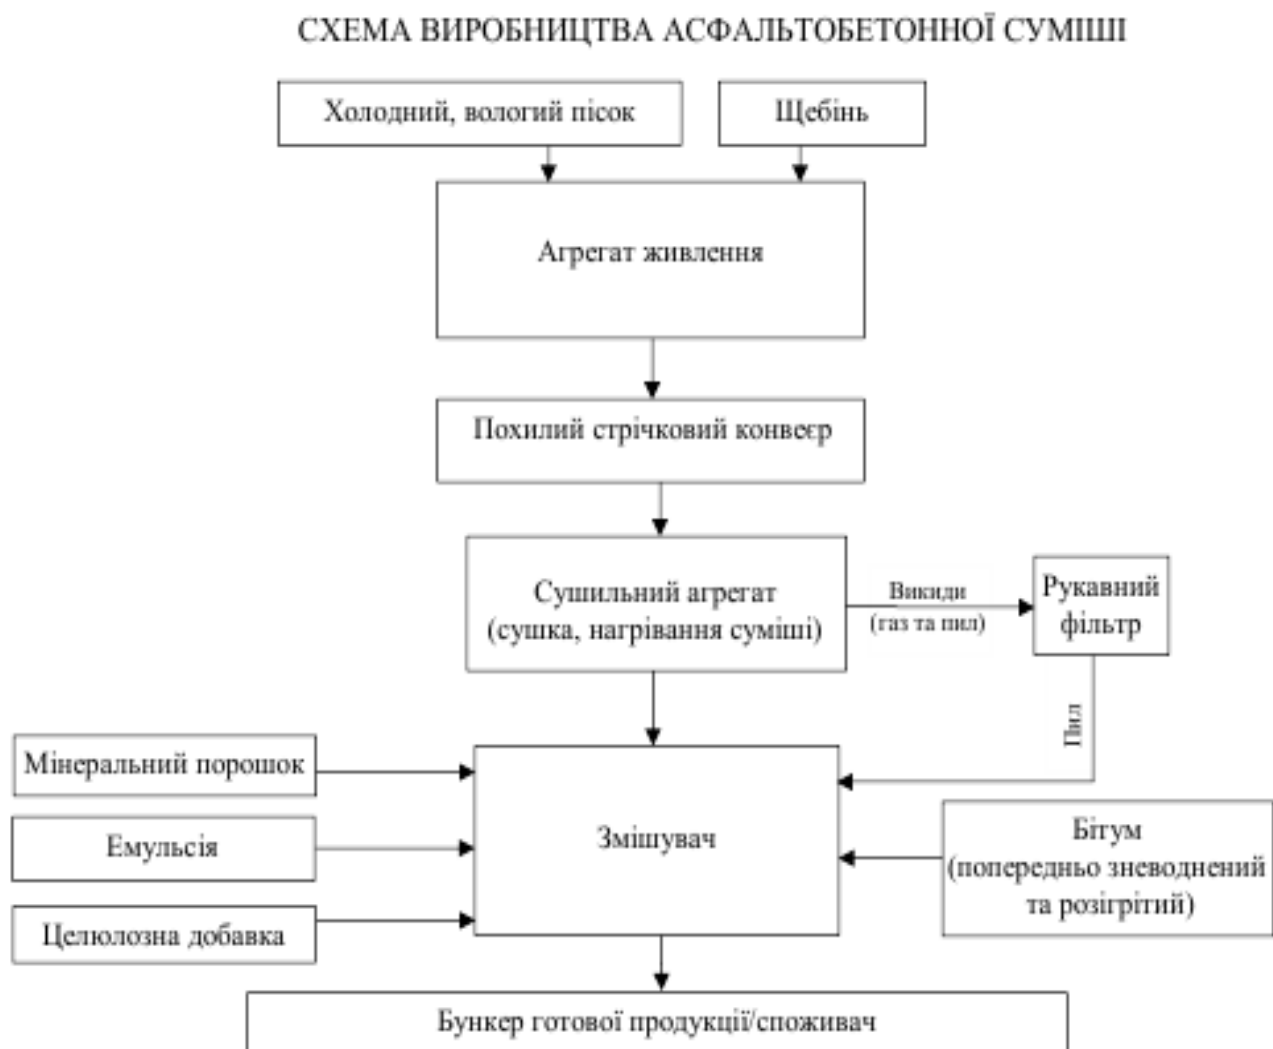 СХЕМА ВИРОБНИЦТВА АСФАЛЬТОБЕТОННОЇ СУМІШІ
Холодний, вологий пісок
Щебінь
Агрегат живлення
Похилий стрічковий конвеєр
Сушильний агрегат
(сушка, нагрівання суміші)
Викиди
(газ та пил)
Рукавний
фільтр
Пил
Мінеральний порошок
Емульсія
Целюлозна добавка
Змішувач
Бітум
(попередньо зневоднений
та розігрітий)
Бункер готової продукції/споживач